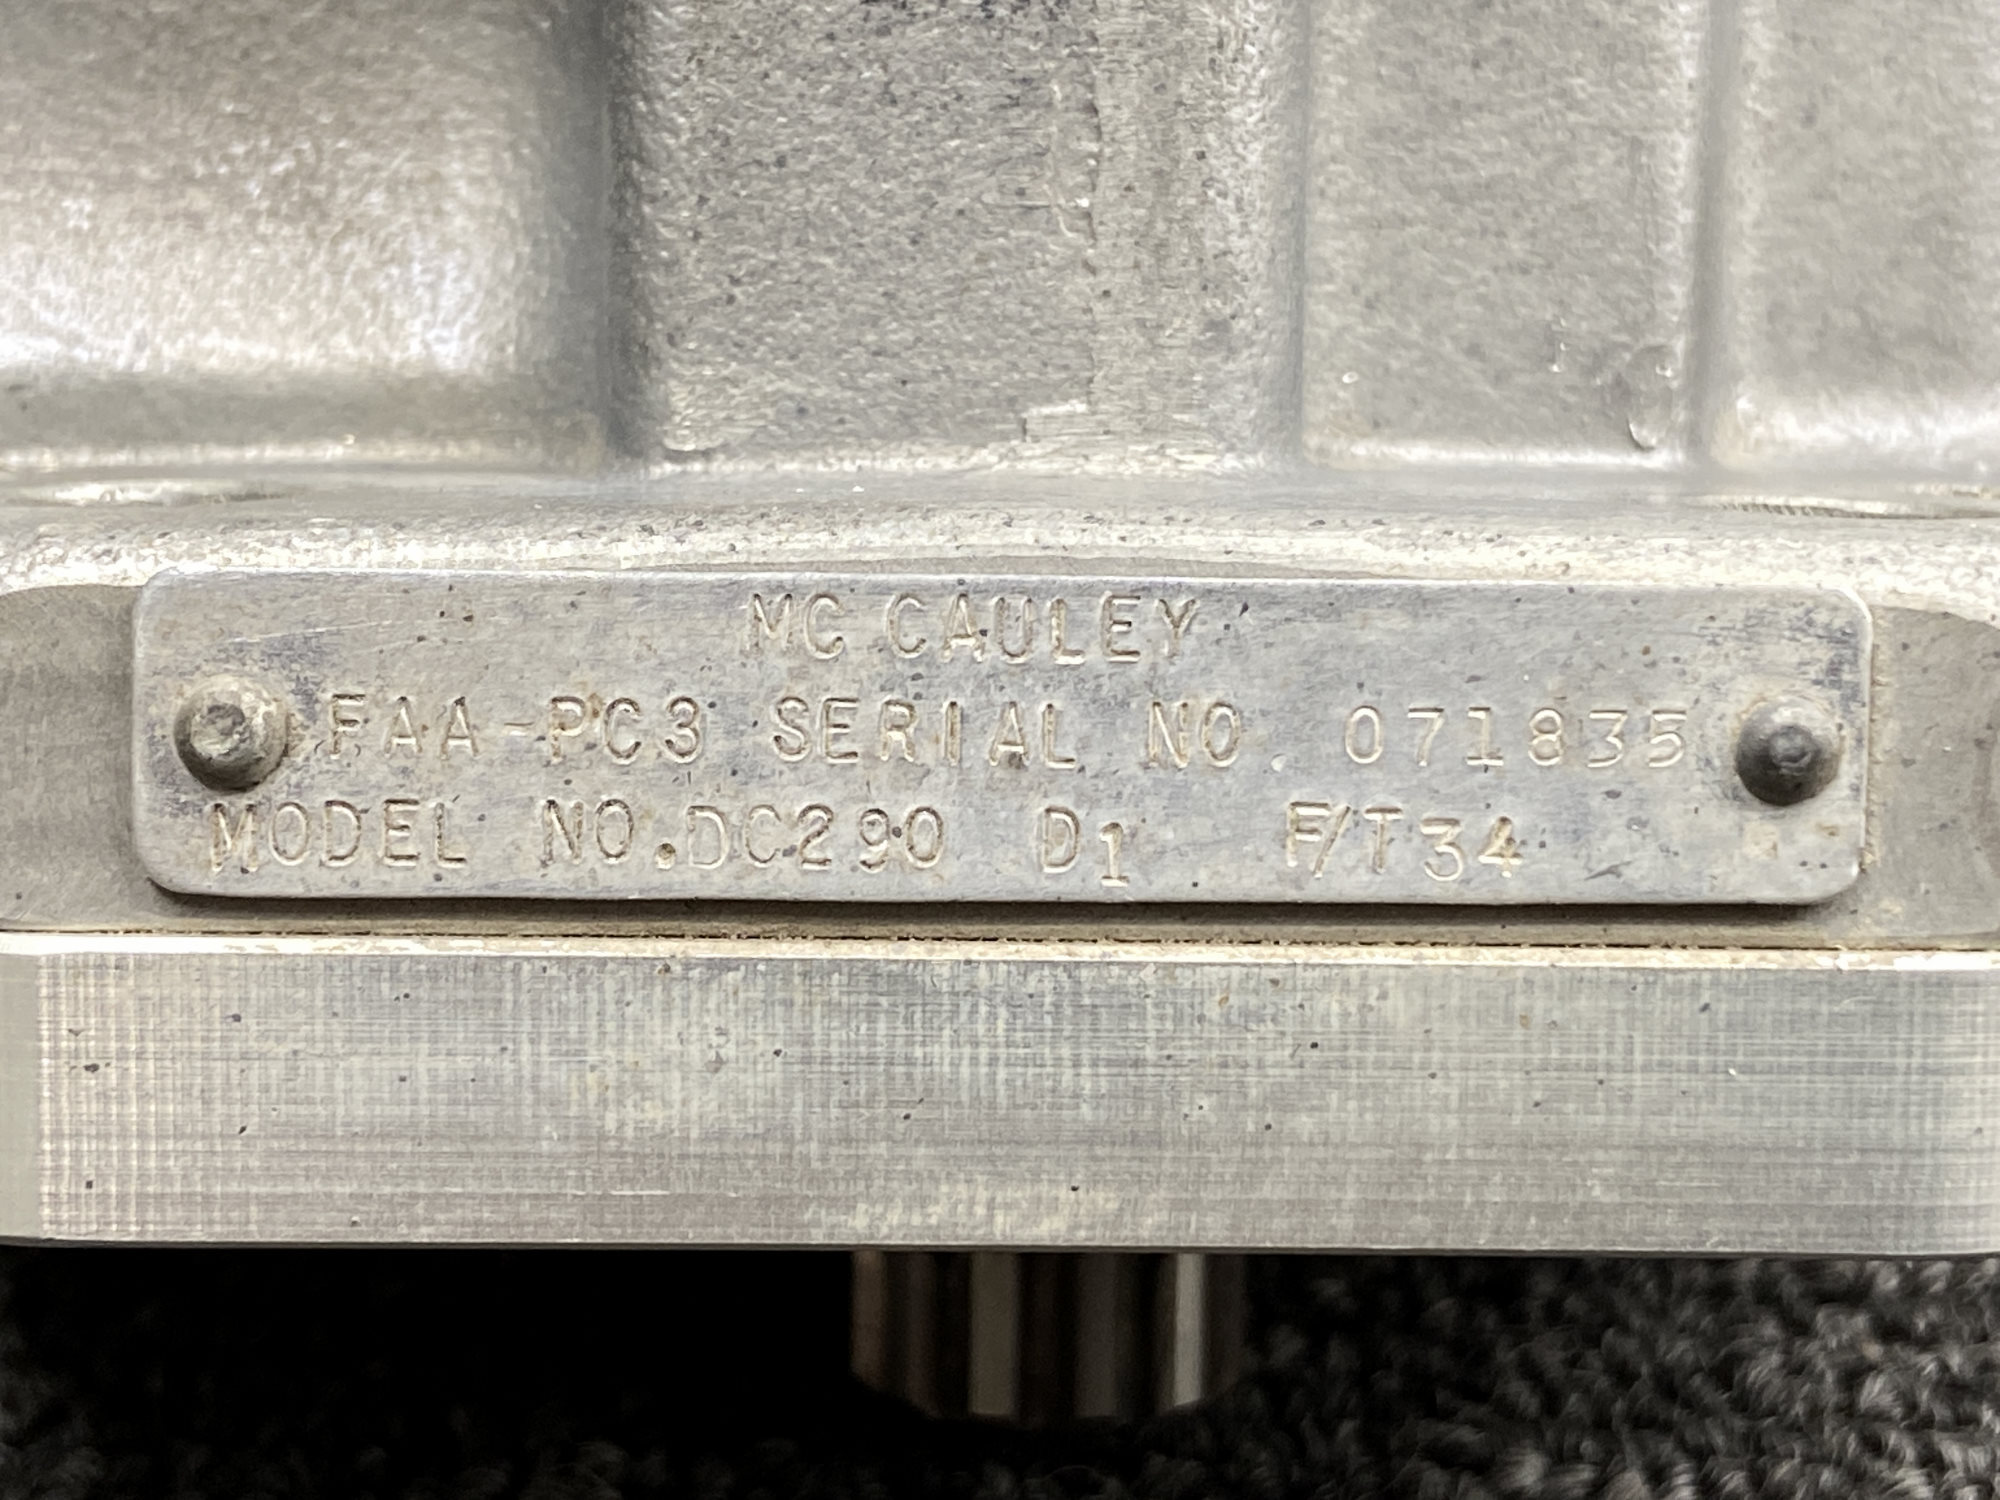 MC CAULEY
FAA-PC3 SERIAL NO. 071835
MODEL NO.DC290 D1 F/T34